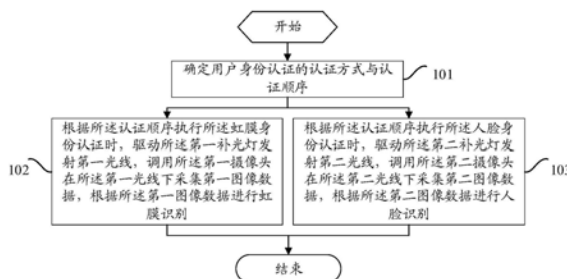 开始
确定用户身份认证的认证方式与认
证顺序
101
根据所述认证顺序执行所述虹膜身
份认证时，驱动所述第一补光灯发
射第一光线，调用所述第一摄像头
在所述第一光线下采集第一图像数
据，根据所述第一图像数据进行虹
膜识别
102
根据所述认证顺序执行所述人脸身
份认证时，驱动所述第二补光灯发
射第二光线，调用所述第二摄像头
在所述第二光线下采集第二图像数
据，根据所述第二图像数据进行人
脸识别
103
结束